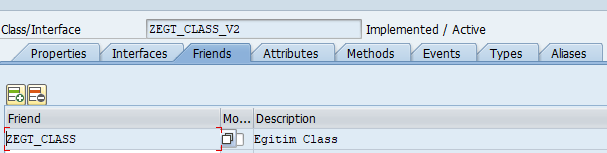 Class/Interface ZEGT_CLASS_V2 Implemented / Active
Properties Interfaces Friends Attributes Methods Events Types Aliases
Friend Mo... Description
ZEGT_CLASS Egitim Class